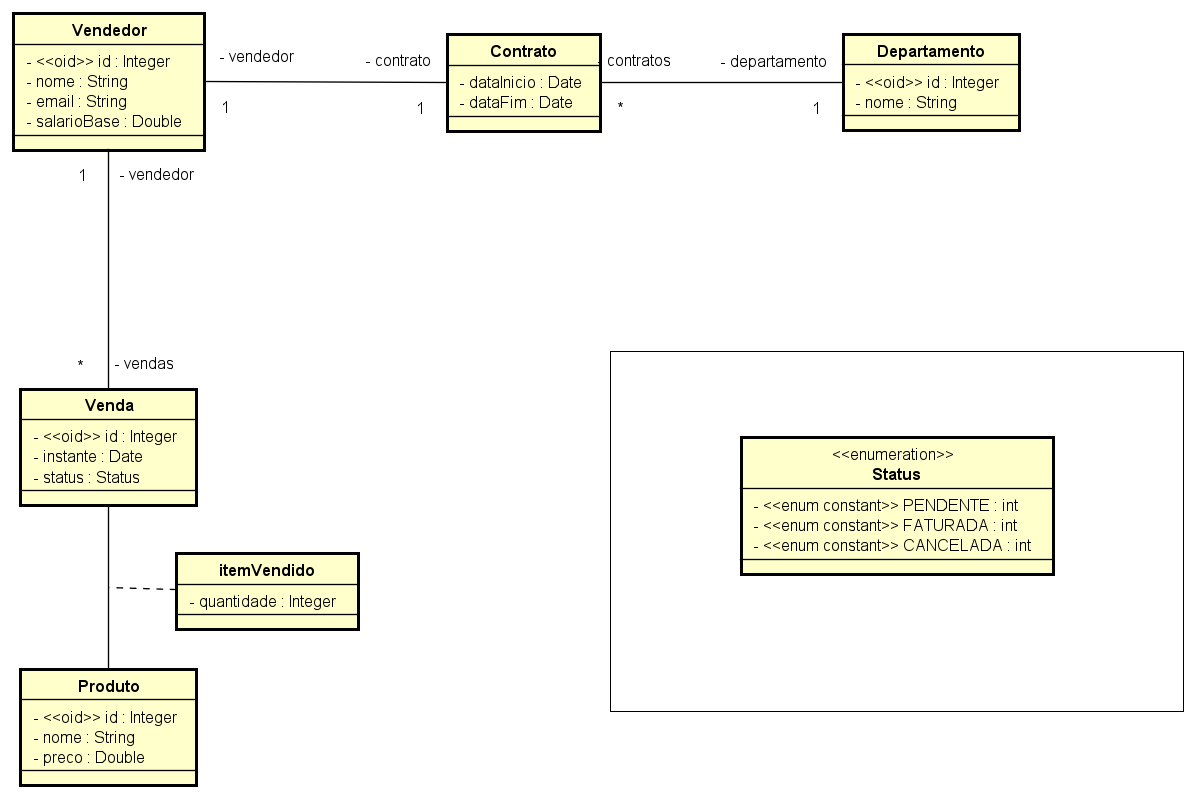 Vendedor
- <<oid>> id : Integer
- nome : String
- email : String
- salarioBase : Double
- vendedor
1
- contrato
1
Contrato
- dataInicio : Date
- dataFim : Date
- contratos
*
- departamento
1
Departamento
- <<oid>> id : Integer
- nome : String
1
- vendedor
*
- vendas
Venda
- <<oid>> id : Integer
- instante : Date
- status : Status
itemVendido
- quantidade : Integer
Produto
- <<oid>> id : Integer
- nome : String
- preco : Double
<<enumeration>>
Status
- <<enum constant>> PENDENTE : int
- <<enum constant>> FATURADA : int
- <<enum constant>> CANCELADA : int